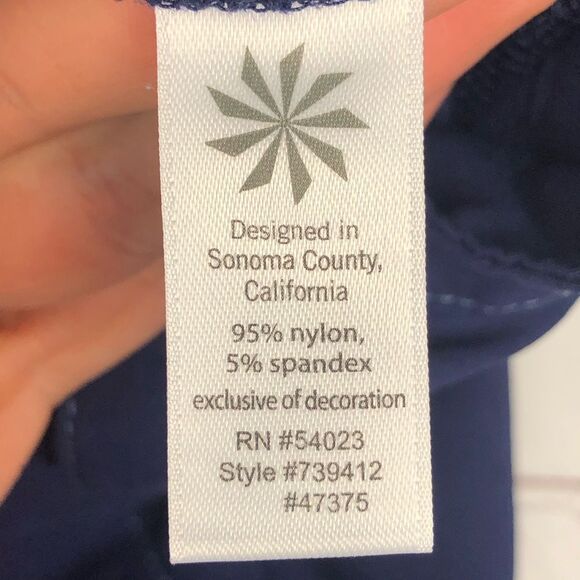 Designed in
Sonoma County,
California
95% nylon,
5% spandex
exclusive of decoration
RN #54023
Style #739412
#47375